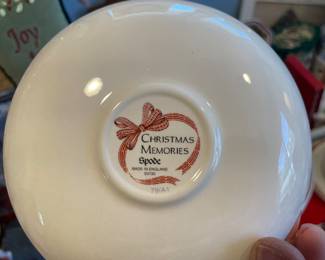 Joy
CHRISTMAS
MEMORIES
Spode
MADE IN ENGLAND